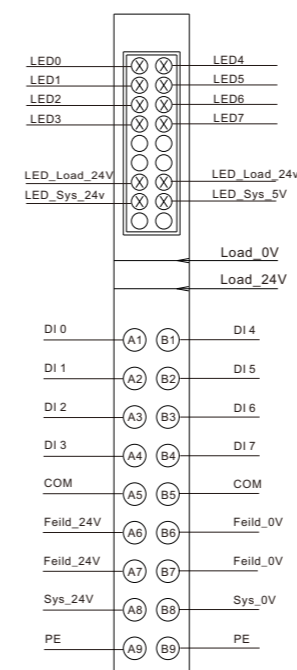 LED0 LED4
LED1 LED5
LED2 LED6
LED3 LED7
LED_Load_24V LED_Load_24v
LED_Sys_24v LED_Sys_5V
Load_0V
Load_24V
DI 0 A1 B1 DI 4
DI 1 A2 B2 DI 5
DI 2 A3 B3 DI 6
DI 3 A4 B4 DI 7
COM A5 B5 COM
Feild_24V A6 B6 Feild_0V
Feild_24V A7 B7 Feild_0V
Sys_24V A8 B8 Sys_0V
PE A9 B9 PE